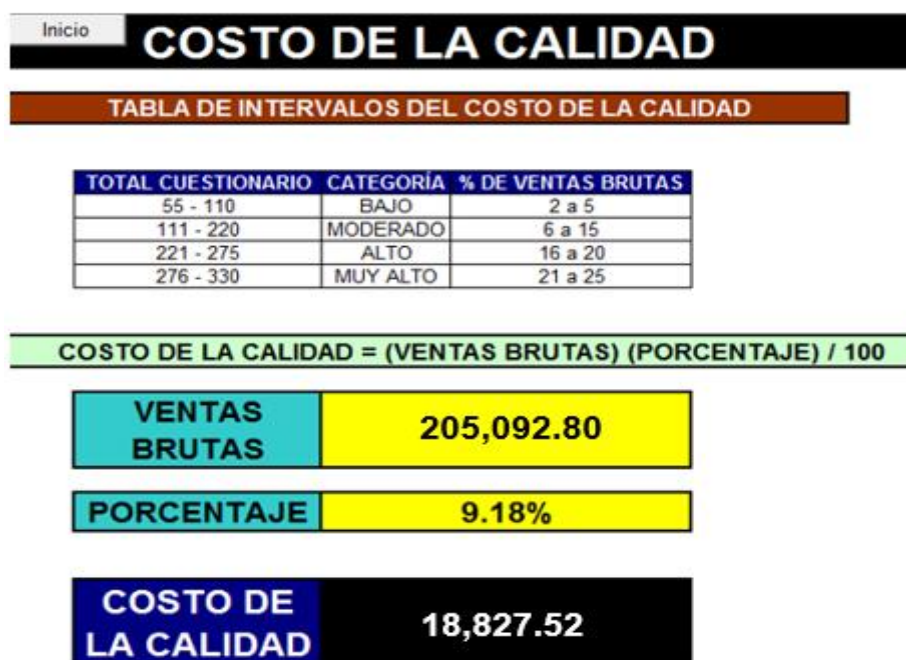 Inicio
COSTO DE LA CALIDAD
TABLA DE INTERVALOS DEL COSTO DE LA CALIDAD
TOTAL CUESTIONARIO CATEGORÍA % DE VENTAS BRUTAS
55 - 110 BAJO 2 a 5
111 - 220 MODERADO 6 a 15
221 - 275 ALTO 16 a 20
276 - 330 MUY ALTO 21 a 25
COSTO DE LA CALIDAD = (VENTAS BRUTAS) (PORCENTAJE) / 100
VENTAS
BRUTAS
205,092.80
PORCENTAJE 9.18%
COSTO DE
LA CALIDAD
18,827.52